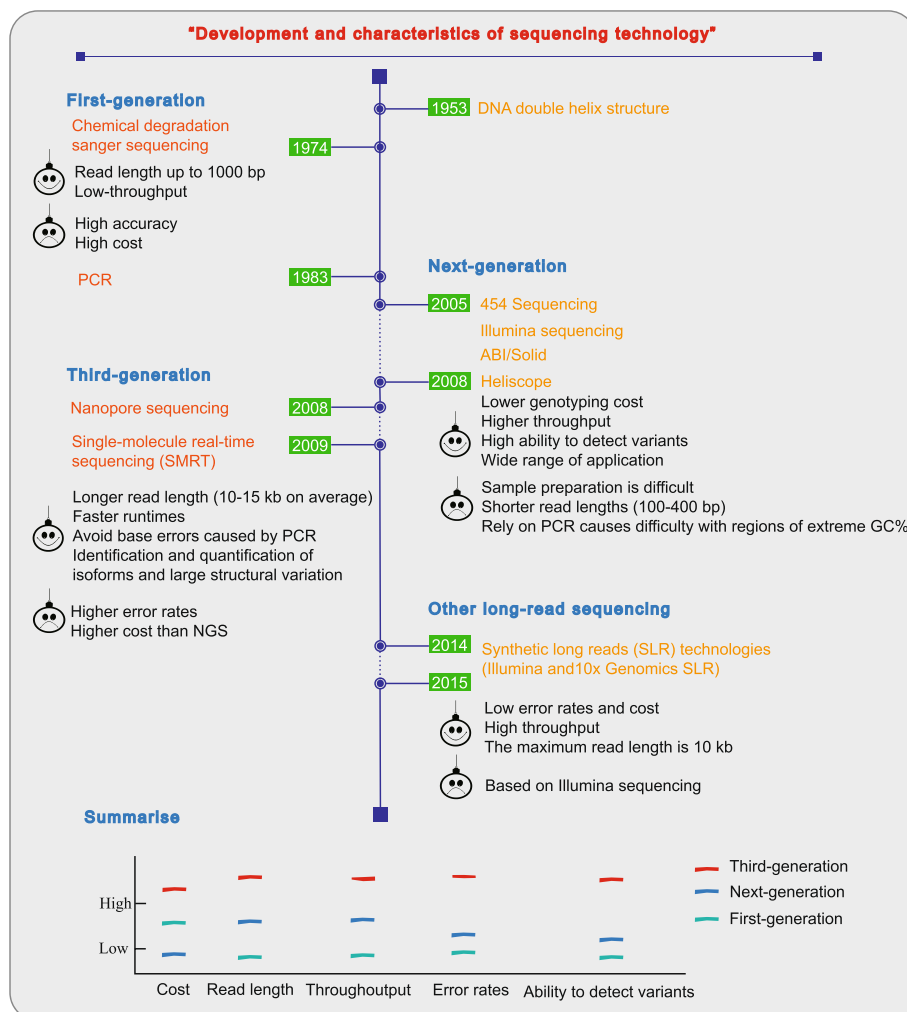 "Development and characteristics of sequencing technology"
First-generation
Chemical degradation
sanger sequencing
1974
Read length up to 1000 bp
Low-throughput
High accuracy
High cost
PCR
1983
1953
DNA double helix structure
Next-generation
2005
454 Sequencing
Illumina sequencing
ABI/Solid
2008
Heliscope
Lower genotyping cost
Higher throughput
High ability to detect variants
Wide range of application
Sample preparation is difficult
Shorter read lengths (100-400 bp)
Rely on PCR causes difficulty with regions of extreme GC%
Third-generation
Nanopore sequencing
2008
Single-molecule real-time
sequencing (SMRT)
2009
Longer read length (10-15 kb on average)
Faster runtimes
Avoid base errors caused by PCR
Identification and quantification of
isoforms and large structural variation
Higher error rates
Higher cost than NGS
Other long-read sequencing
2014
Synthetic long reads (SLR) technologies
(Illumina and10x Genomics SLR)
2015
Low error rates and cost
High throughput
The maximum read length is 10 kb
Based on Illumina sequencing
Summarise
High
Low
Cost
Read length
Throughoutput
Error rates
Ability to detect variants
Third-generation
Next-generation
First-generation